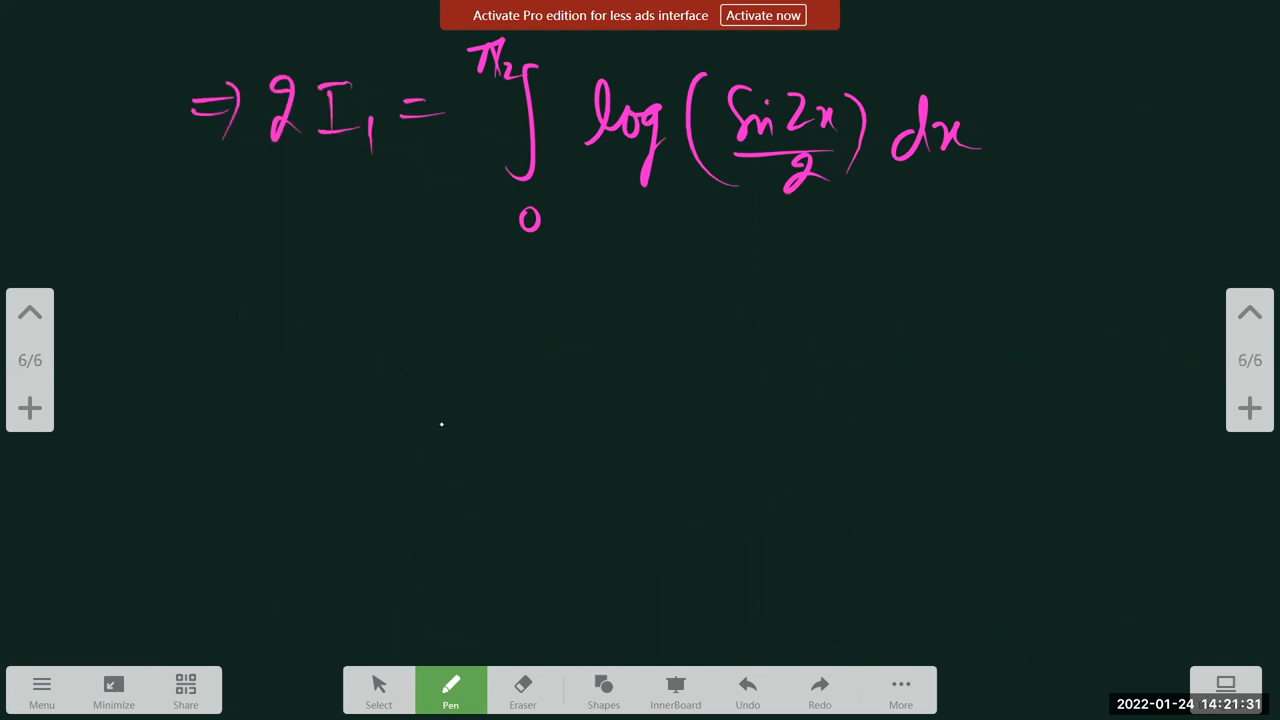 Activate Pro edition for less ads interface Activate now
⇒ 2 I₁ = ∫₀^{π/2} log (sin 2x / 2) dx
6/6 6/6
Menu Minimize Share Select Pen Eraser Shapes InnerBoard Undo Redo More
2022-01-24 14:21:31